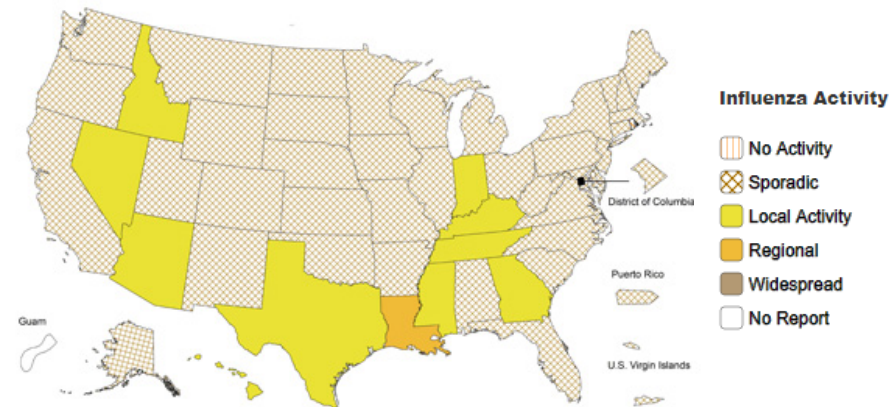 Influenza Activity
No Activity
Sporadic
District of Columbia
Local Activity
Regional
Puerto Rico
Widespread
Guam
No Report
U.S. Virgin Islands